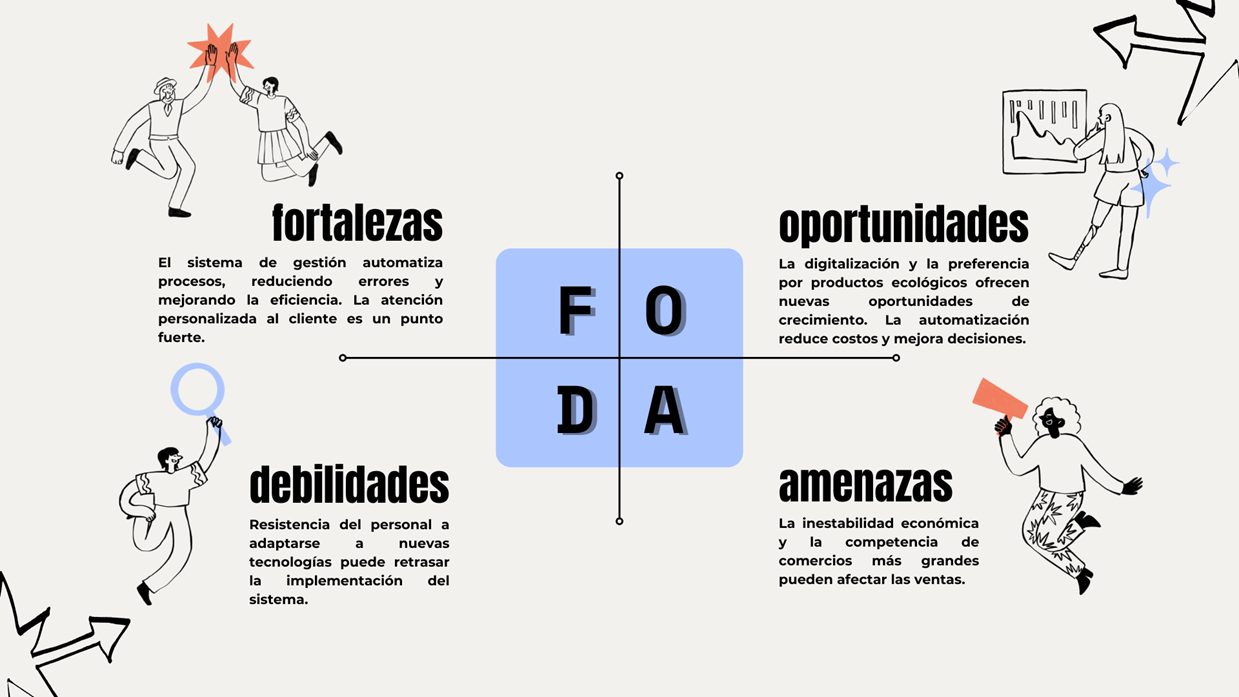 fortalezas
El sistema de gestión automatiza
procesos, reduciendo errores y
mejorando la eficiencia. La atención
personalizada al cliente es un punto
fuerte.
oportunidades
La digitalización y la preferencia
por productos ecológicos ofrecen
nuevas oportunidades de
crecimiento. La automatización
reduce costos y mejora decisiones.
F O
D A
debilidades
Resistencia del personal a
adaptarse a nuevas
tecnologías puede retrasar
la implementación del
sistema.
amenazas
La inestabilidad económica
y la competencia de
comercios más grandes
pueden afectar las ventas.